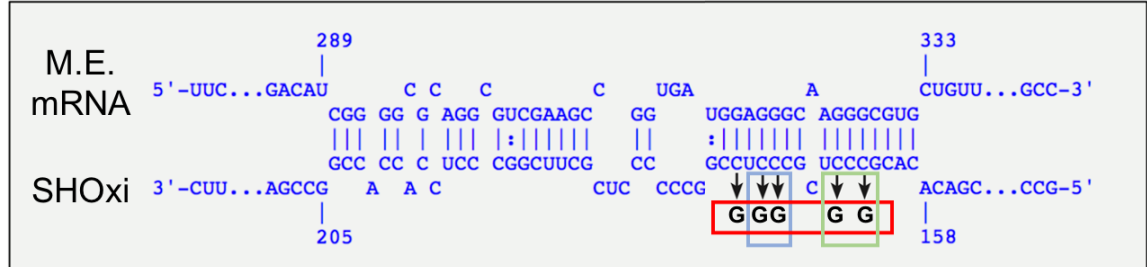 289 333
M.E.
mRNA
5'-UUC...GACAU C C C C UGA A CUGUU...GCC-3'
CGG GG G AGG GUCGAAGC GG UGGAGGGC AGGGCGUG
||| || | ||| |:|||||| || :||||||| ||||||||
GCC CC C UCC CGGCUUCG CC GCCUCCCG UCCCGCAC
SHOxi
3'-CUU...AGCCG A A C CUC CCCG C ACAGC...CCG-5'
G GG G G
205 158